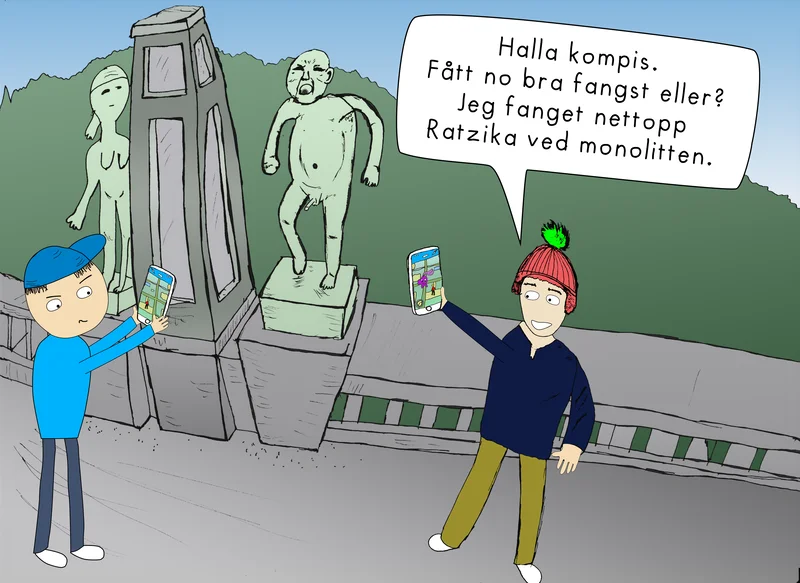 Halla kompis.
Fått no bra fangst eller?
Jeg fanget nettopp
Ratzika ved monolitten.